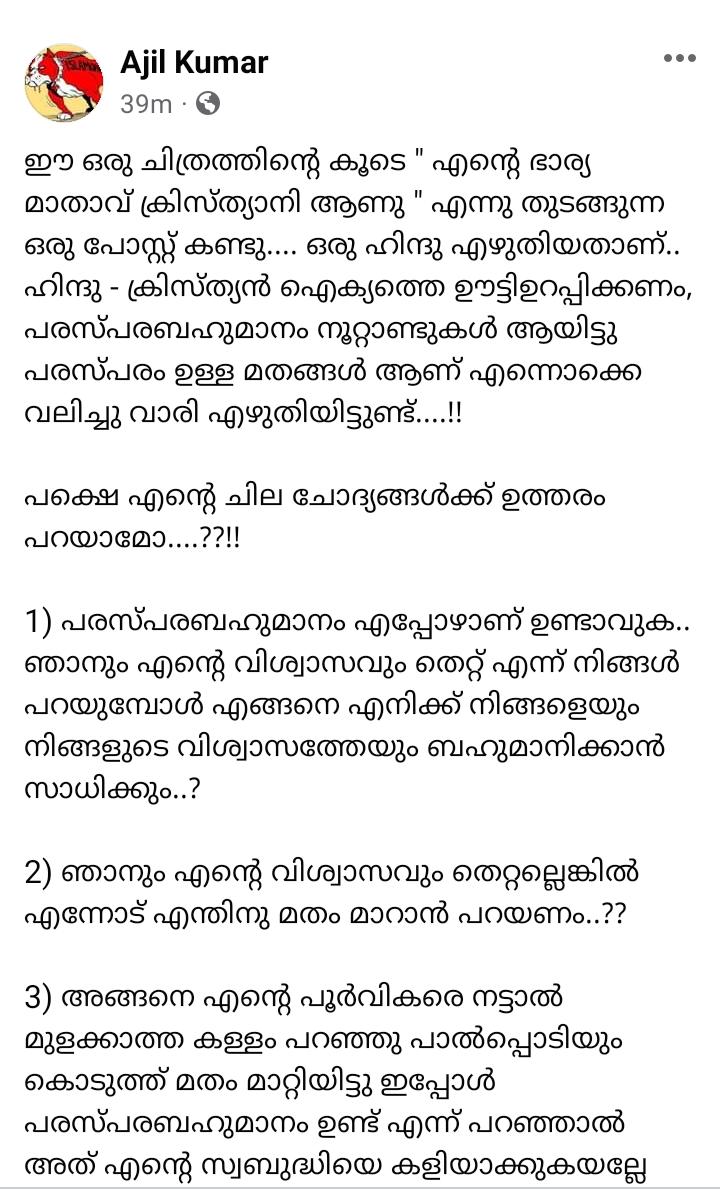 Ajil Kumar
39m ·
ഈ ഒരു ചിത്രത്തിന്റെ കൂടെ " എന്റെ ഭാര്യ
മാതാവ് ക്രിസ്ത്യാനി ആണു " എന്നു തുടങ്ങുന്ന
ഒരു പോസ്റ്റ് കണ്ടു.... ഒരു ഹിന്ദു എഴുതിയതാണ്..
ഹിന്ദു - ക്രിസ്ത്യൻ ഐക്യത്തെ ഊട്ടിഉറപ്പിക്കണം,
പരസ്പരബഹുമാനം നൂറ്റാണ്ടുകൾ ആയിട്ടു
പരസ്പരം ഉള്ള മതങ്ങൾ ആണ് എന്നൊക്കെ
വലിച്ചു വാരി എഴുതിയിട്ടുണ്ട്....!!
പക്ഷെ എന്റെ ചില ചോദ്യങ്ങൾക്ക് ഉത്തരം
പറയാമോ....??!!
1) പരസ്പരബഹുമാനം എപ്പോഴാണ് ഉണ്ടാവുക..
ഞാനും എന്റെ വിശ്വാസവും തെറ്റ് എന്ന് നിങ്ങൾ
പറയുമ്പോൾ എങ്ങനെ എനിക്ക് നിങ്ങളെയും
നിങ്ങളുടെ വിശ്വാസത്തേയും ബഹുമാനിക്കാൻ
സാധിക്കും..?
2) ഞാനും എന്റെ വിശ്വാസവും തെറ്റല്ലെങ്കിൽ
എന്നോട് എന്തിനു മതം മാറാൻ പറയണം..??
3) അങ്ങനെ എന്റെ പൂർവികരെ നട്ടാൽ
മുളക്കാത്ത കള്ളം പറഞ്ഞു പാൽപ്പൊടിയും
കൊടുത്ത് മതം മാറ്റിയിട്ടു ഇപ്പോൾ
പരസ്പരബഹുമാനം ഉണ്ട് എന്ന് പറഞ്ഞാൽ
അത് എന്റെ സ്വബുദ്ധിയെ കളിയാക്കുകയല്ലേ